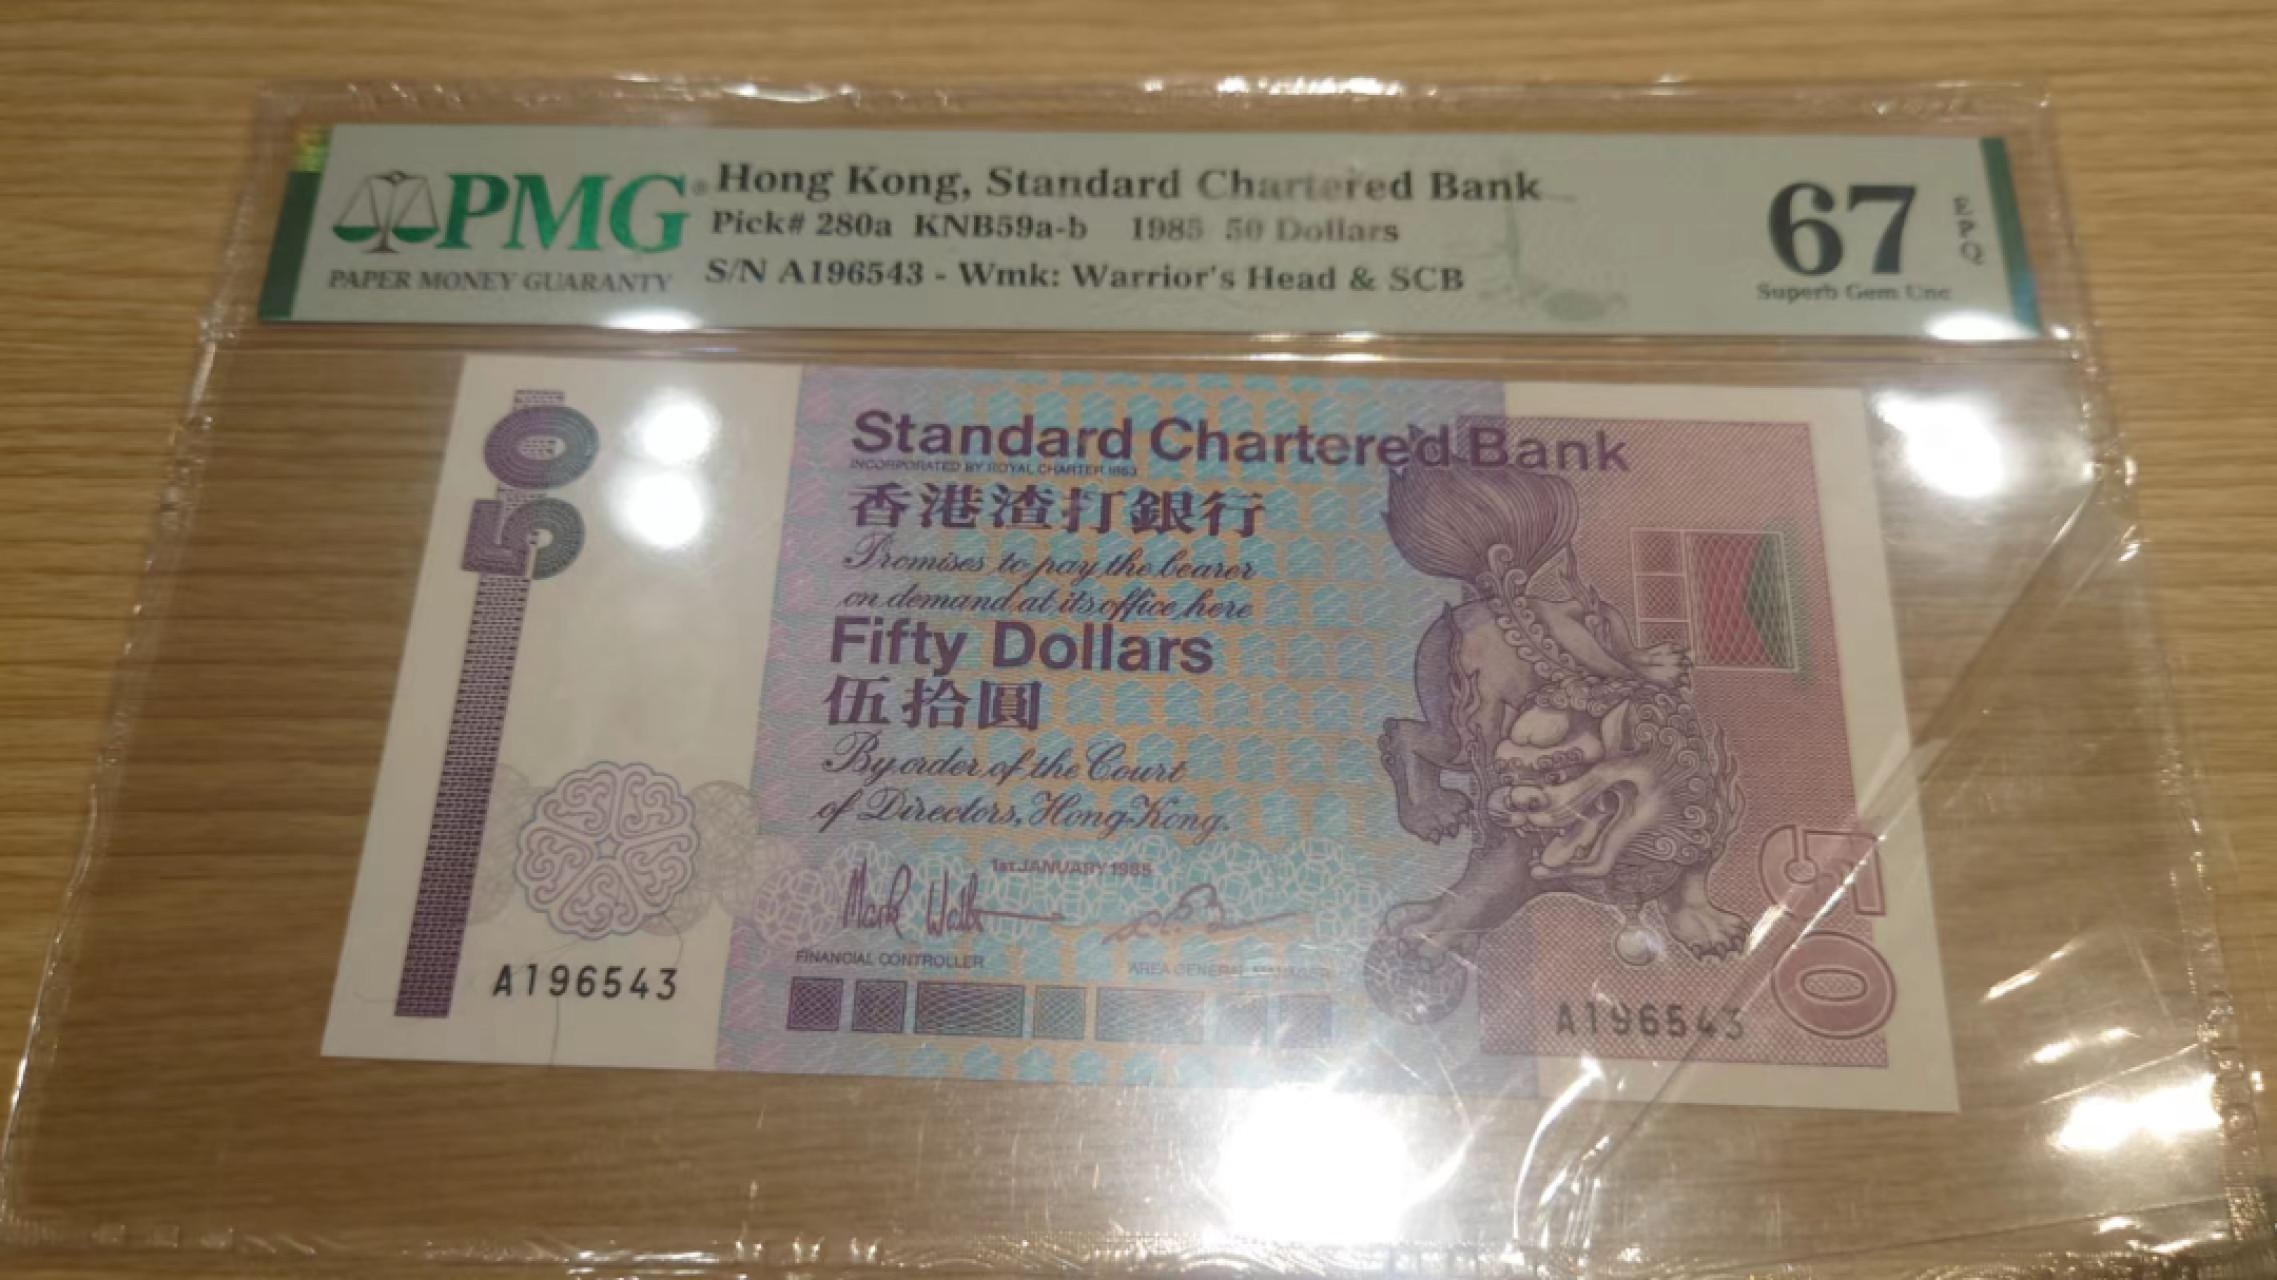 PMG®
PAPER MONEY GUARANTY
Hong Kong, Standard Chartered Bank
Pick# 280a KNB59a-b 1985 50 Dollars
S/N A196543 - Wmk: Warrior's Head & SCB
67
EPQ
Superb Gem Unc
50
Standard Chartered Bank
INCORPORATED BY ROYAL CHARTER 1853
香港渣打銀行
Promises to pay the bearer
on demand at its office here
Fifty Dollars
伍拾圓
By order of the Court
of Directors, Hong Kong.
1st JANUARY 1985
FINANCIAL CONTROLLER
AREA GENERAL MANAGER
A196543
A196543
50